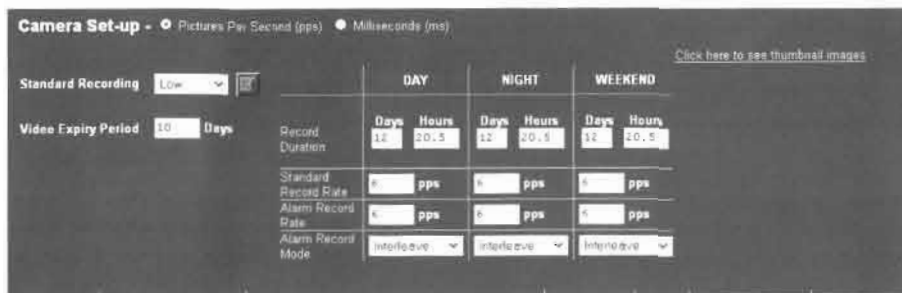 Camera Set-up - Pictures Per Second (pps) Milliseconds (ms)
Click here to see thumbnail images
DAY NIGHT WEEKEND
Standard Recording Low
Video Expiry Period 10 Days
Days Hours Days Hours Days Hours
Record Duration 12 20.5 12 20.5 12 20.5
Standard Record Rate 6 pps 6 pps 6 pps
Alarm Record Rate 6 pps 6 pps 6 pps
Alarm Record Mode Interleave Interleave Interleave